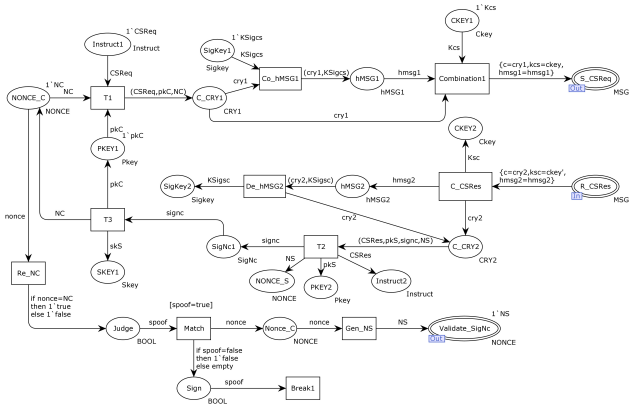 1`CSReq
Instruct1
Instruct
CSReq
1`KSigcs
SigKey1
Sigkey
KSigcs
1`Kcs
CKEY1
Ckey
Kcs
1`NC
NONCE_C
NONCE
NC
T1
(CSReq,pkC,NC)
C_CRY1
CRY1
cry1
Co_hMSG1
(cry1,KSigcs)
hMSG1
hMSG1
hmsg1
Combination1
{c=cry1,kcs=ckey,
hmsg1=hmsg1}
S_CSReq
Out
MSG
cry1
pkC
1`pkC
PKEY1
Pkey
pkC
CKEY2
Ckey
Ksc
SigKey2
Sigkey
KSigsc
De_hMSG2
(cry2,KSigsc)
hMSG2
hMSG2
hmsg2
C_CSRes
{c=cry2,ksc=ckey',
hmsg2=hmsg2}
R_CSRes
In
MSG
cry2
cry2
NC
T3
signc
SigNc1
SigNc
signc
T2
(CSRes,pkS,signc,NS)
C_CRY2
CRY2
skS
SKEY1
Skey
NS
NONCE_S
NONCE
pkS
PKEY2
Pkey
CSRes
Instruct2
Instruct
nonce
Re_NC
if nonce=NC
then 1`true
else 1`false
Judge
BOOL
spoof
[spoof=true]
Match
nonce
Nonce_C
NONCE
nonce
Gen_NS
NS
1`NS
Validate_SigNc
Out
NONCE
if spoof=false
then 1`false
else empty
Sign
BOOL
spoof
Break1